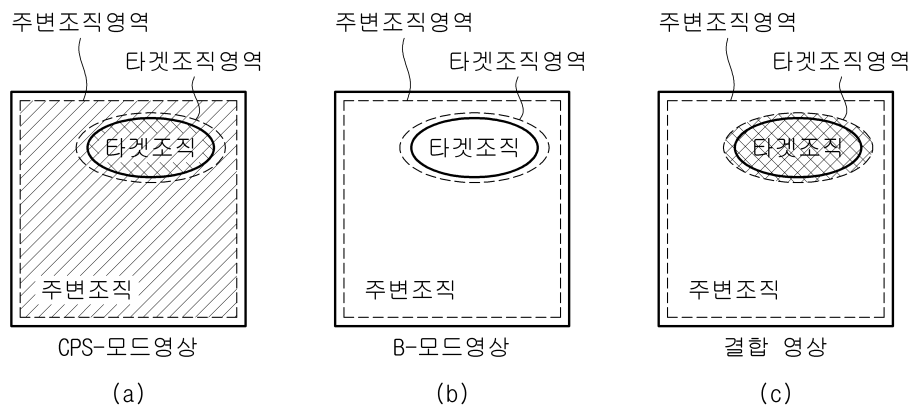 주변조직영역
타겟조직영역
타겟조직
주변조직
CPS-모드영상
(a)
주변조직영역
타겟조직영역
타겟조직
주변조직
B-모드영상
(b)
주변조직영역
타겟조직영역
타겟조직
주변조직
결합 영상
(c)